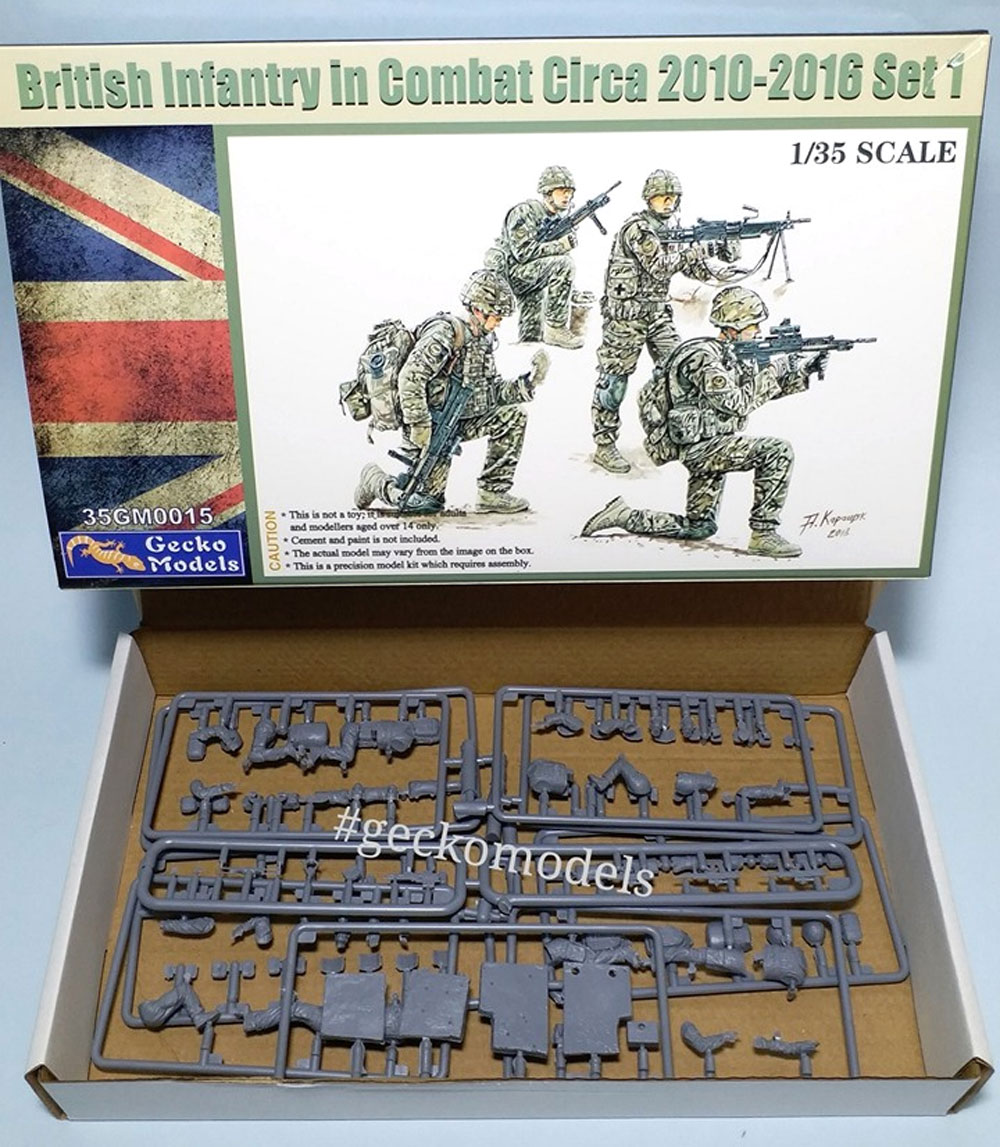 British Infantry in Combat Circa 2010-2016 Set 1
1/35 SCALE
35GM0015
Gecko
Models
CAUTION
* This is not a toy; it is
and modellers aged over 14 only.
* Cement and paint is not included.
* The actual model may vary from the image on the box.
* This is a precision model kit which requires assembly.
#geckomodels